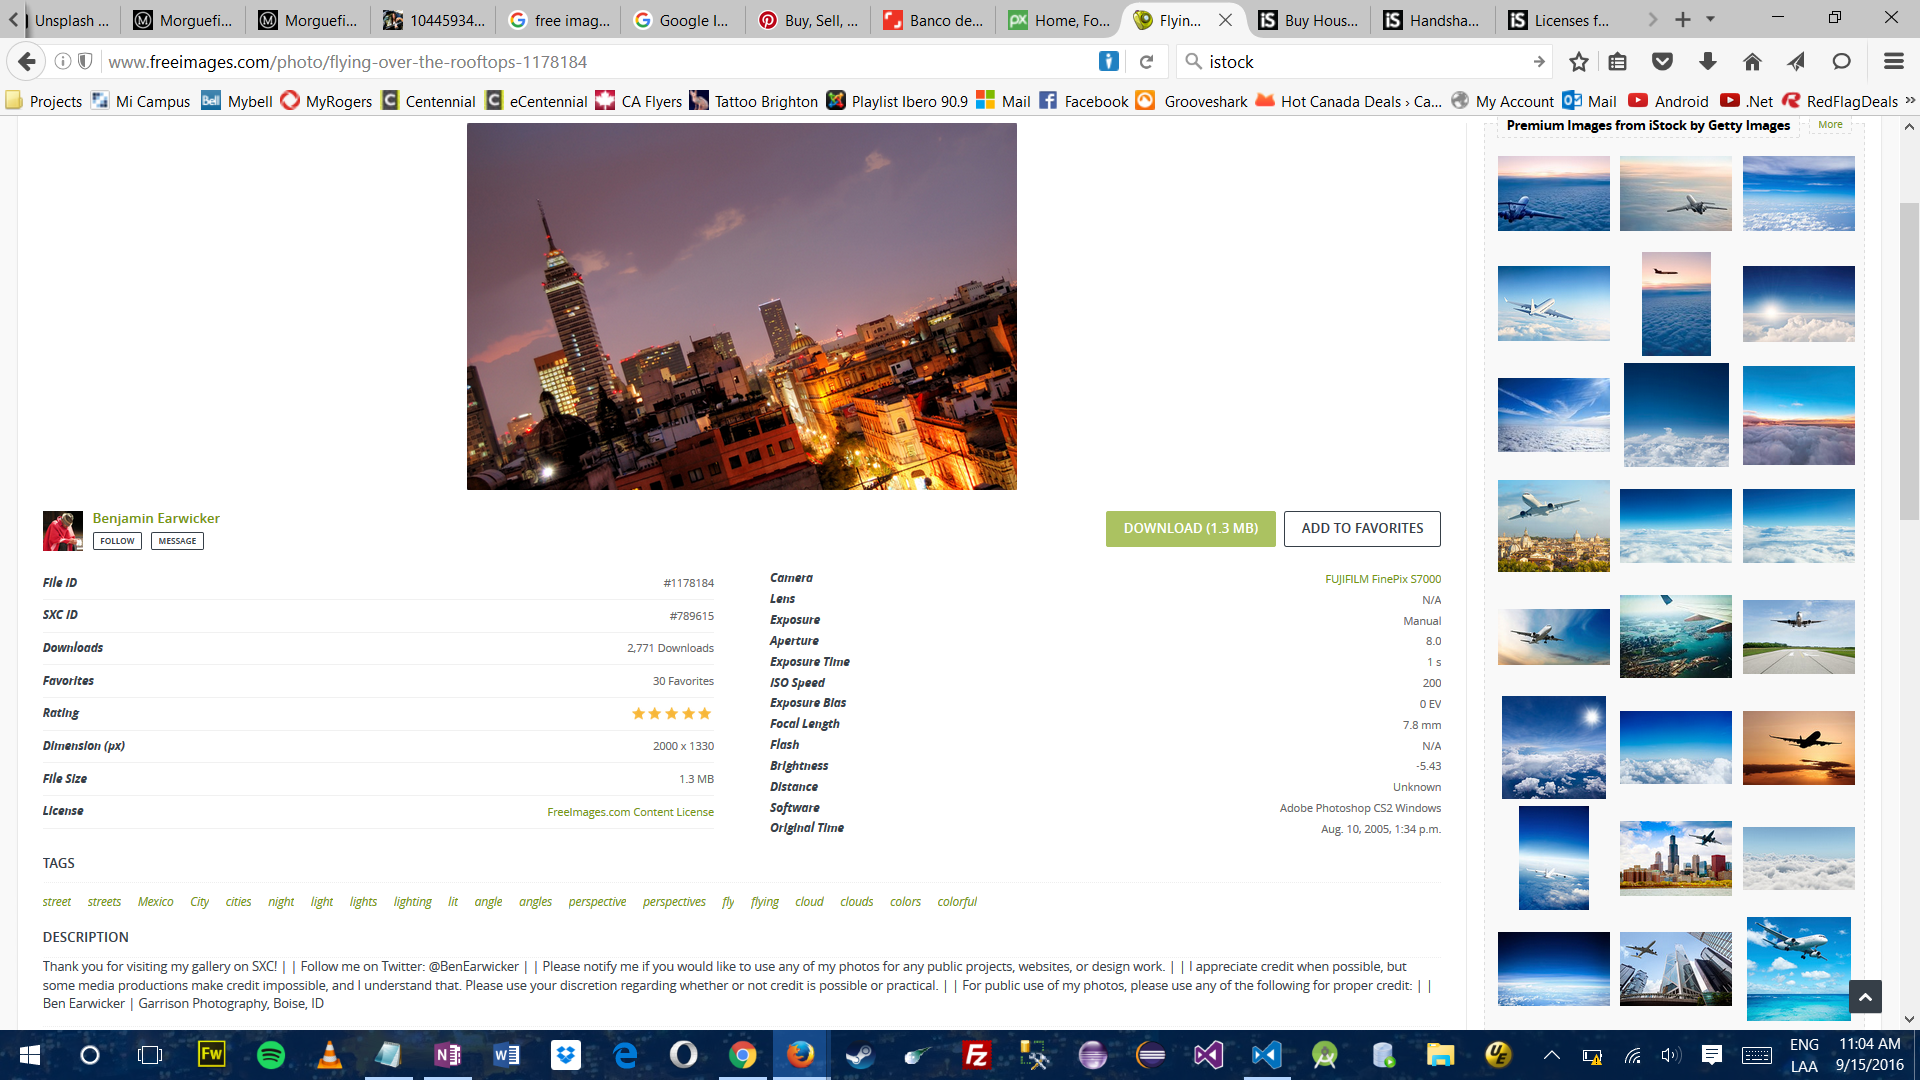 Unsplash ...
Morguefi...
Morguefi...
10445934...
free imag...
Google I...
Buy, Sell, ...
Banco de...
Home, Fo...
Flyin...
Buy Hous...
Handsha...
Licenses f...
www.freeimages.com/photo/flying-over-the-rooftops-1178184
istock
Projects Mi Campus Mybell MyRogers Centennial eCentennial CA Flyers Tattoo Brighton Playlist Ibero 90.9 Mail Facebook Grooveshark Hot Canada Deals › Ca... My Account Mail Android .Net RedFlagDeals »
Premium Images from iStock by Getty Images More
Benjamin Earwicker
FOLLOW MESSAGE
DOWNLOAD (1.3 MB) ADD TO FAVORITES
File ID #1178184
SXC ID #789615
Downloads 2,771 Downloads
Favorites 30 Favorites
Rating
Dimension (px) 2000 x 1330
File Size 1.3 MB
License FreeImages.com Content License
Camera FUJIFILM FinePix S7000
Lens N/A
Exposure Manual
Aperture 8.0
Exposure Time 1 s
ISO Speed 200
Exposure Bias 0 EV
Focal Length 7.8 mm
Flash N/A
Brightness -5.43
Distance Unknown
Software Adobe Photoshop CS2 Windows
Original Time Aug. 10, 2005, 1:34 p.m.
TAGS
street streets Mexico City cities night light lights lighting lit angle angles perspective perspectives fly flying cloud clouds colors colorful
DESCRIPTION
Thank you for visiting my gallery on SXC! | | Follow me on Twitter: @BenEarwicker | | Please notify me if you would like to use any of my photos for any public projects, websites, or design work. | | I appreciate credit when possible, but
some media productions make credit impossible, and I understand that. Please use your discretion regarding whether or not credit is possible or practical. | | For public use of my photos, please use any of the following for proper credit: | |
Ben Earwicker | Garrison Photography, Boise, ID
ENG
LAA
11:04 AM
9/15/2016